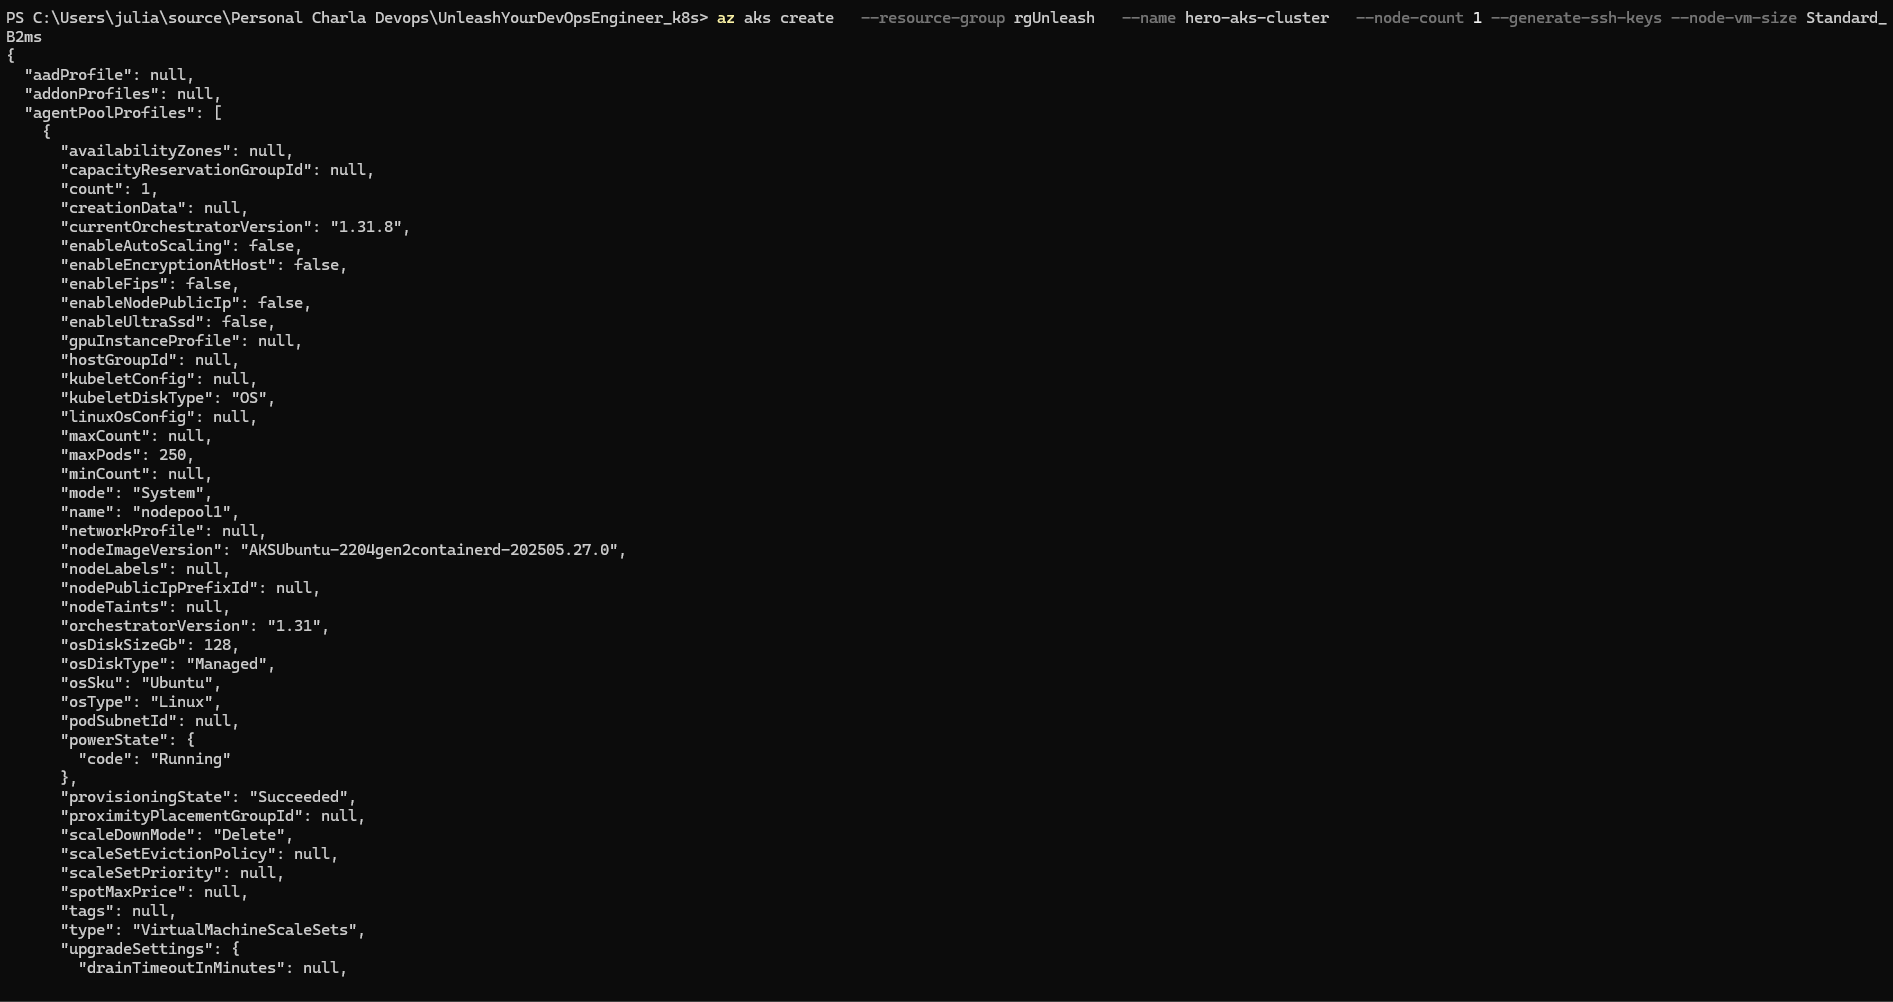 PS C:\Users\julia\source\Personal Charla Devops\UnleashYourDevOpsEngineer_k8s> az aks create   --resource-group rgUnleash   --name hero-aks-cluster   --node-count 1 --generate-ssh-keys --node-vm-size Standard_
B2ms
{
  "aadProfile": null,
  "addonProfiles": null,
  "agentPoolProfiles": [
    {
      "availabilityZones": null,
      "capacityReservationGroupId": null,
      "count": 1,
      "creationData": null,
      "currentOrchestratorVersion": "1.31.8",
      "enableAutoScaling": false,
      "enableEncryptionAtHost": false,
      "enableFips": false,
      "enableNodePublicIp": false,
      "enableUltraSsd": false,
      "gpuInstanceProfile": null,
      "hostGroupId": null,
      "kubeletConfig": null,
      "kubeletDiskType": "OS",
      "linuxOsConfig": null,
      "maxCount": null,
      "maxPods": 250,
      "minCount": null,
      "mode": "System",
      "name": "nodepool1",
      "networkProfile": null,
      "nodeImageVersion": "AKSUbuntu-2204gen2containerd-202505.27.0",
      "nodeLabels": null,
      "nodePublicIpPrefixId": null,
      "nodeTaints": null,
      "orchestratorVersion": "1.31",
      "osDiskSizeGb": 128,
      "osDiskType": "Managed",
      "osSku": "Ubuntu",
      "osType": "Linux",
      "podSubnetId": null,
      "powerState": {
        "code": "Running"
      },
      "provisioningState": "Succeeded",
      "proximityPlacementGroupId": null,
      "scaleDownMode": "Delete",
      "scaleSetEvictionPolicy": null,
      "scaleSetPriority": null,
      "spotMaxPrice": null,
      "tags": null,
      "type": "VirtualMachineScaleSets",
      "upgradeSettings": {
        "drainTimeoutInMinutes": null,